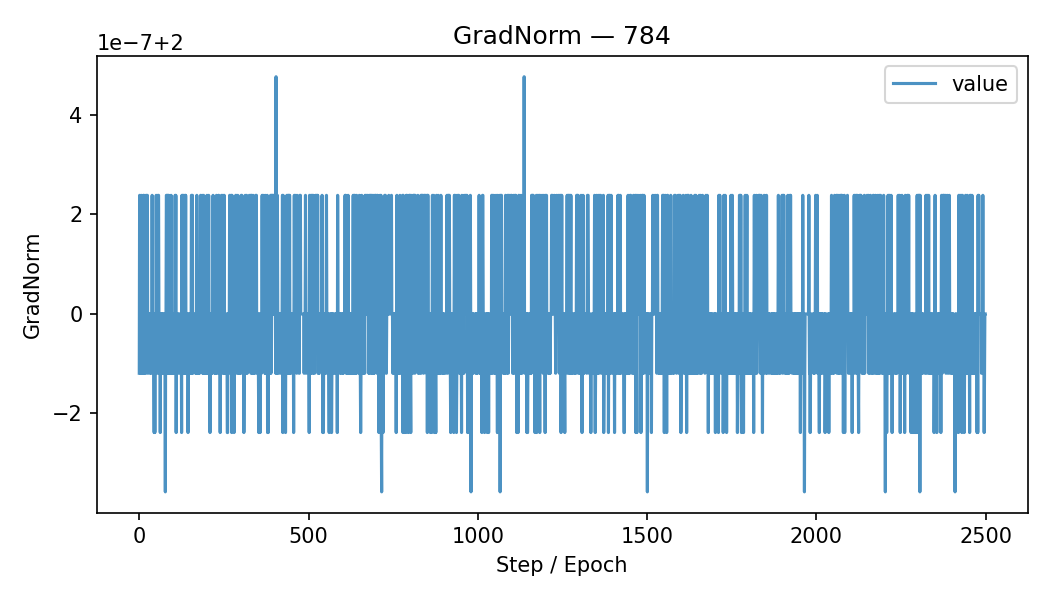 GradNorm — 784
1e−7+2
value
4
2
0
−2
GradNorm
0
500
1000
1500
2000
2500
Step / Epoch